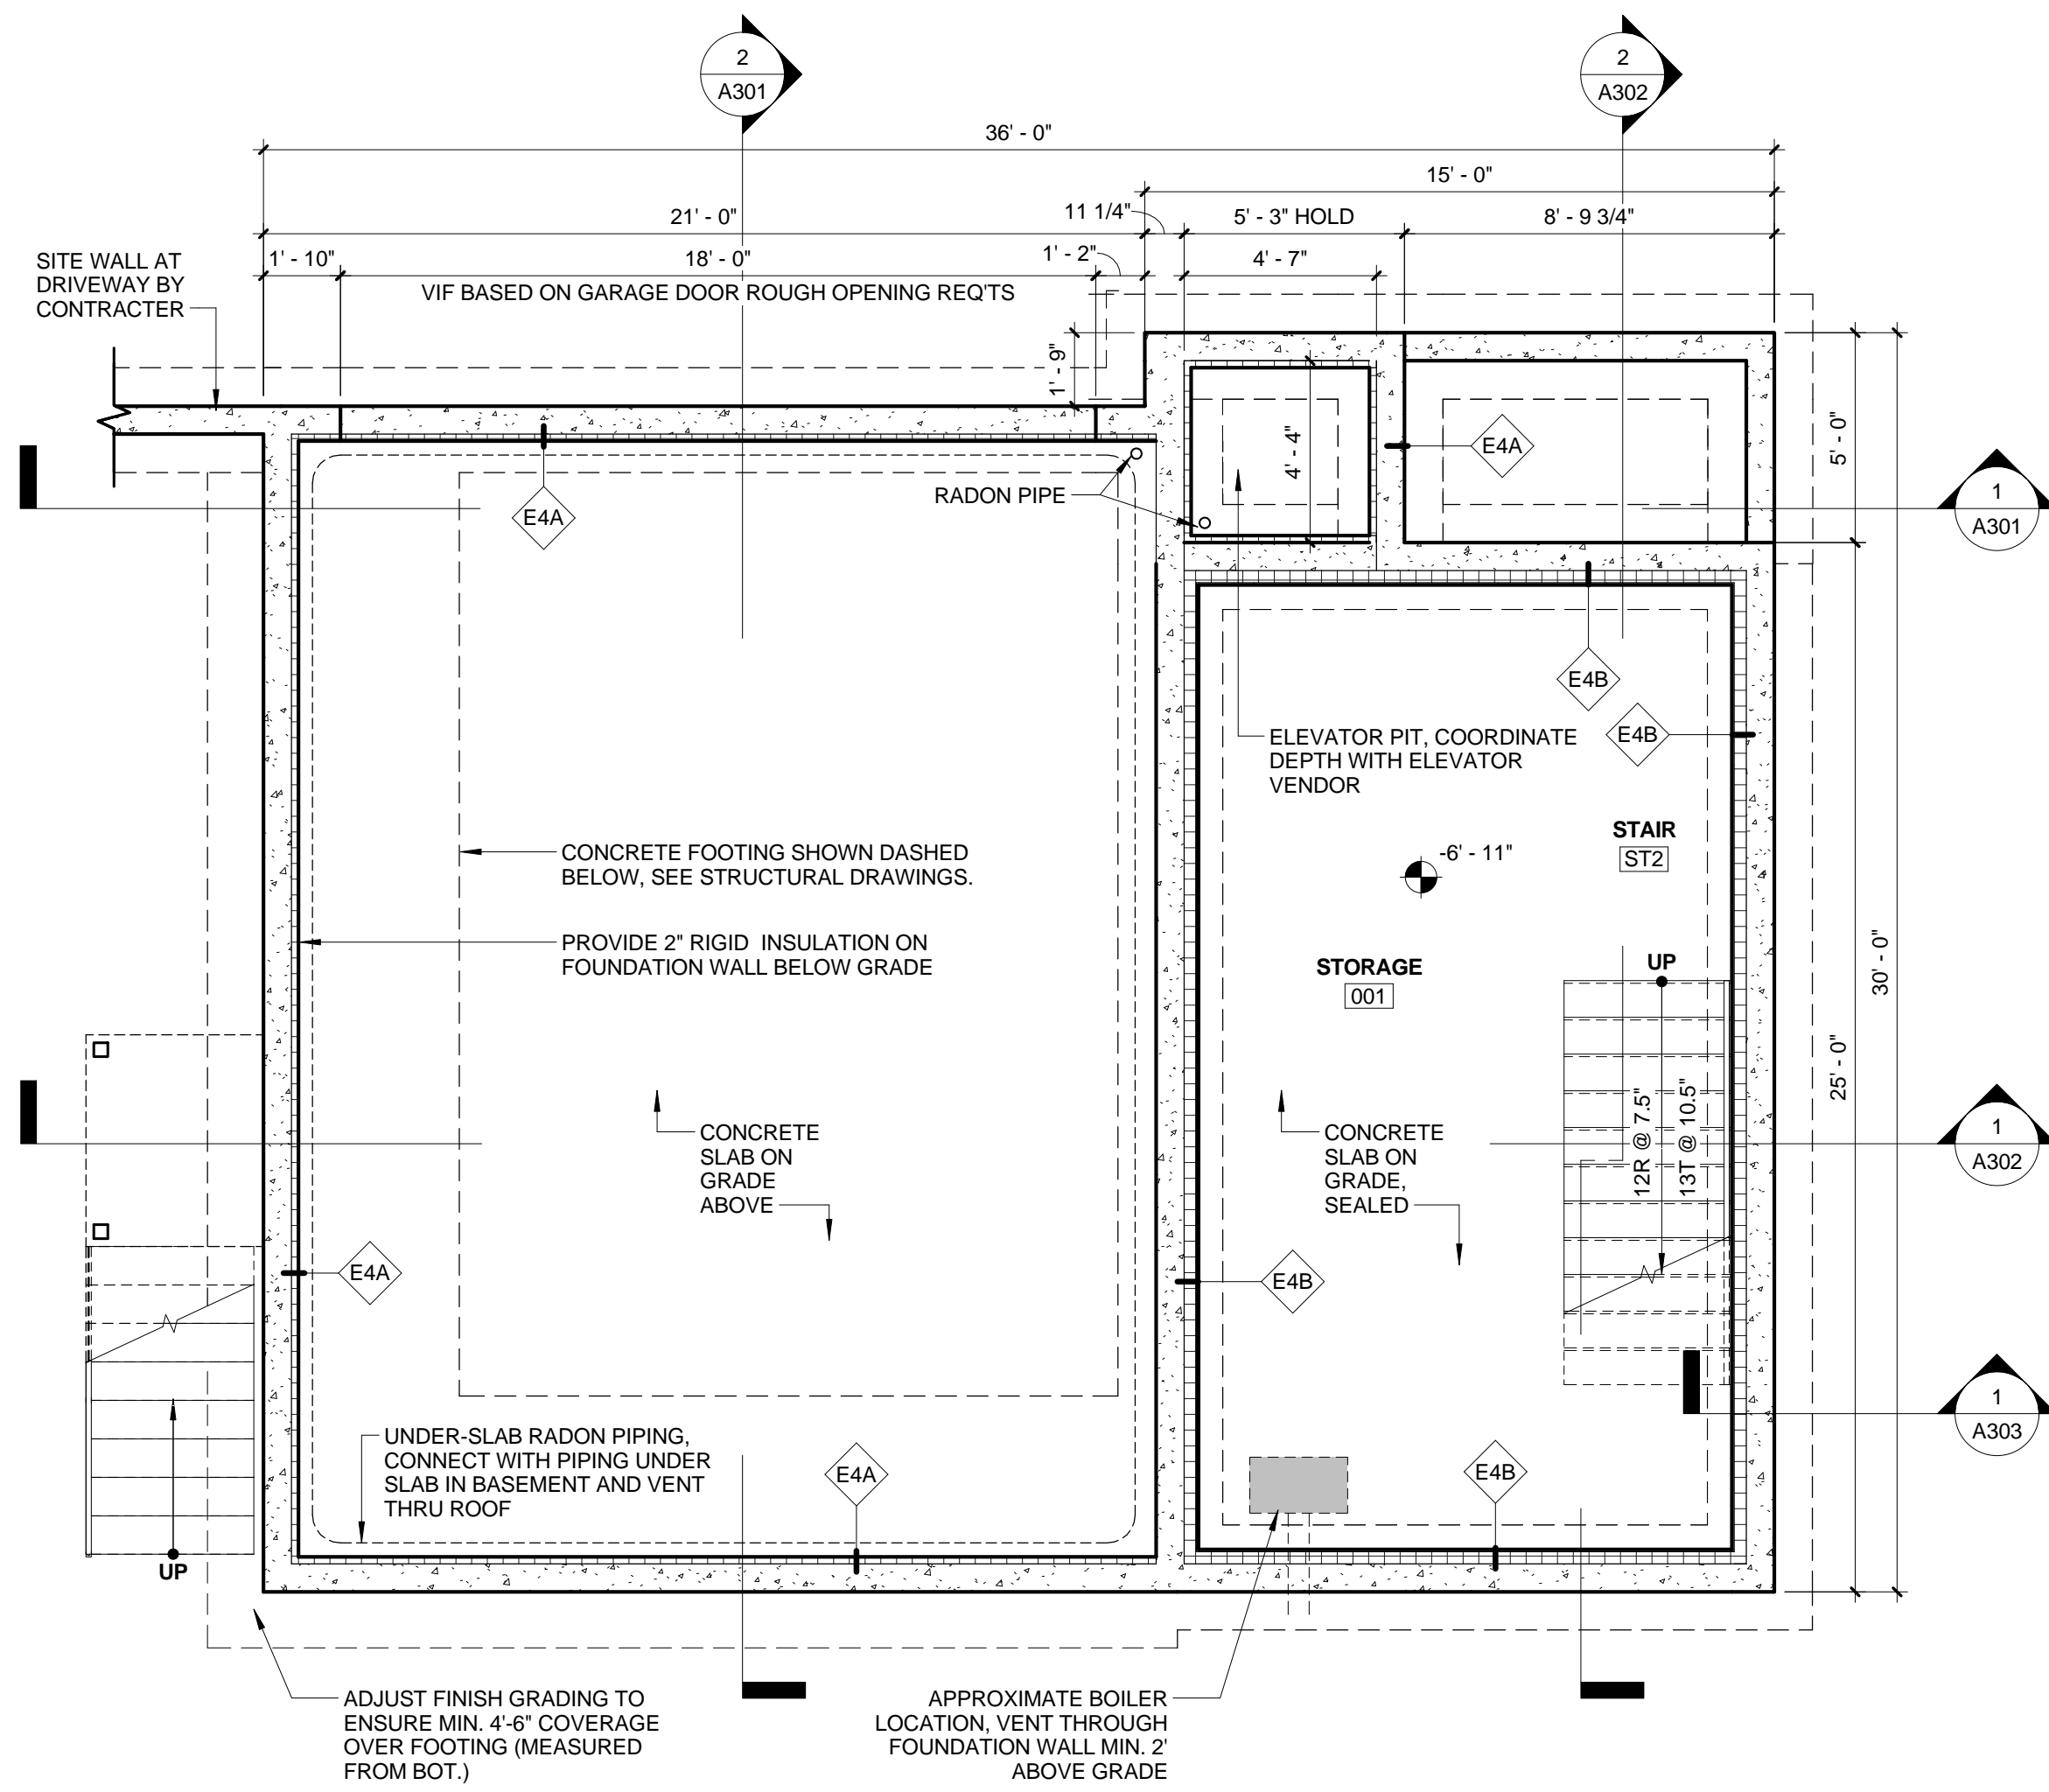 2
A301
2
A302
36' - 0"
15' - 0"
21' - 0"
11 1/4"
5' - 3" HOLD
8' - 9 3/4"
1' - 10"
18' - 0"
1' - 2"
4' - 7"
VIF BASED ON GARAGE DOOR ROUGH OPENING REQ'TS
SITE WALL AT
DRIVEWAY BY
CONTRACTER
1' - 9"
4' - 4"
5' - 0"
E4A
E4A
RADON PIPE
1
A301
E4B
E4B
ELEVATOR PIT, COORDINATE
DEPTH WITH ELEVATOR
VENDOR
STAIR
ST2
-6' - 11"
CONCRETE FOOTING SHOWN DASHED
BELOW, SEE STRUCTURAL DRAWINGS.
PROVIDE 2" RIGID INSULATION ON
FOUNDATION WALL BELOW GRADE
STORAGE
001
UP
30' - 0"
25' - 0"
12R @ 7.5"
13T @ 10.5"
CONCRETE
SLAB ON
GRADE
ABOVE
CONCRETE
SLAB ON
GRADE,
SEALED
1
A302
E4A
E4B
1
A303
UNDER-SLAB RADON PIPING,
CONNECT WITH PIPING UNDER
SLAB IN BASEMENT AND VENT
THRU ROOF
E4A
E4B
UP
ADJUST FINISH GRADING TO
ENSURE MIN. 4'-6" COVERAGE
OVER FOOTING (MEASURED
FROM BOT.)
APPROXIMATE BOILER
LOCATION, VENT THROUGH
FOUNDATION WALL MIN. 2'
ABOVE GRADE